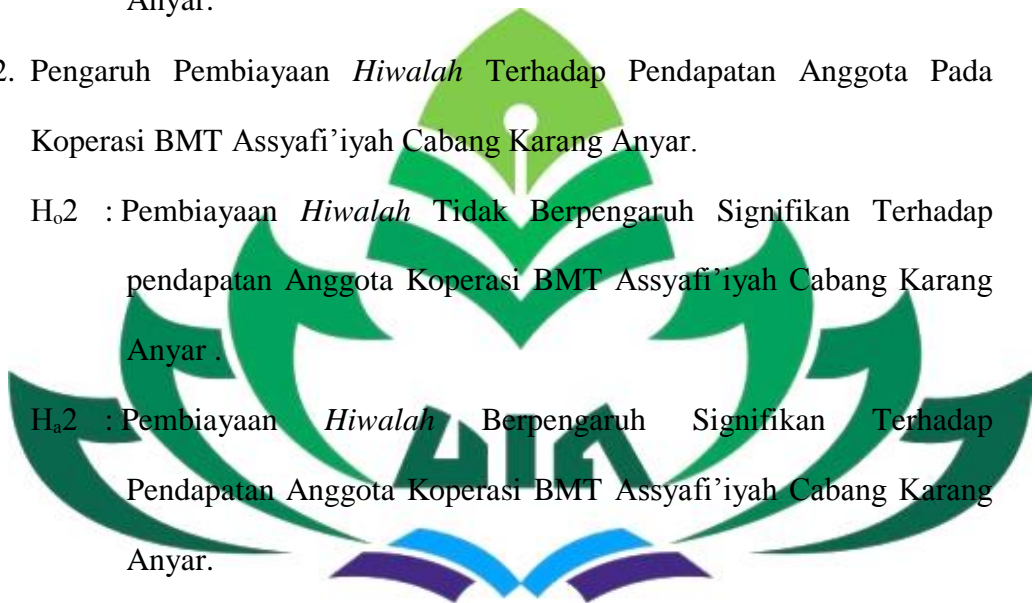 Anyar.
2. Pengaruh Pembiayaan Hiwalah Terhadap Pendapatan Anggota Pada
Koperasi BMT Assyafi’iyah Cabang Karang Anyar.
Ho2 : Pembiayaan Hiwalah Tidak Berpengaruh Signifikan Terhadap
pendapatan Anggota Koperasi BMT Assyafi’iyah Cabang Karang
Anyar .
Ha2 : Pembiayaan Hiwalah Berpengaruh Signifikan Terhadap
Pendapatan Anggota Koperasi BMT Assyafi’iyah Cabang Karang
Anyar.